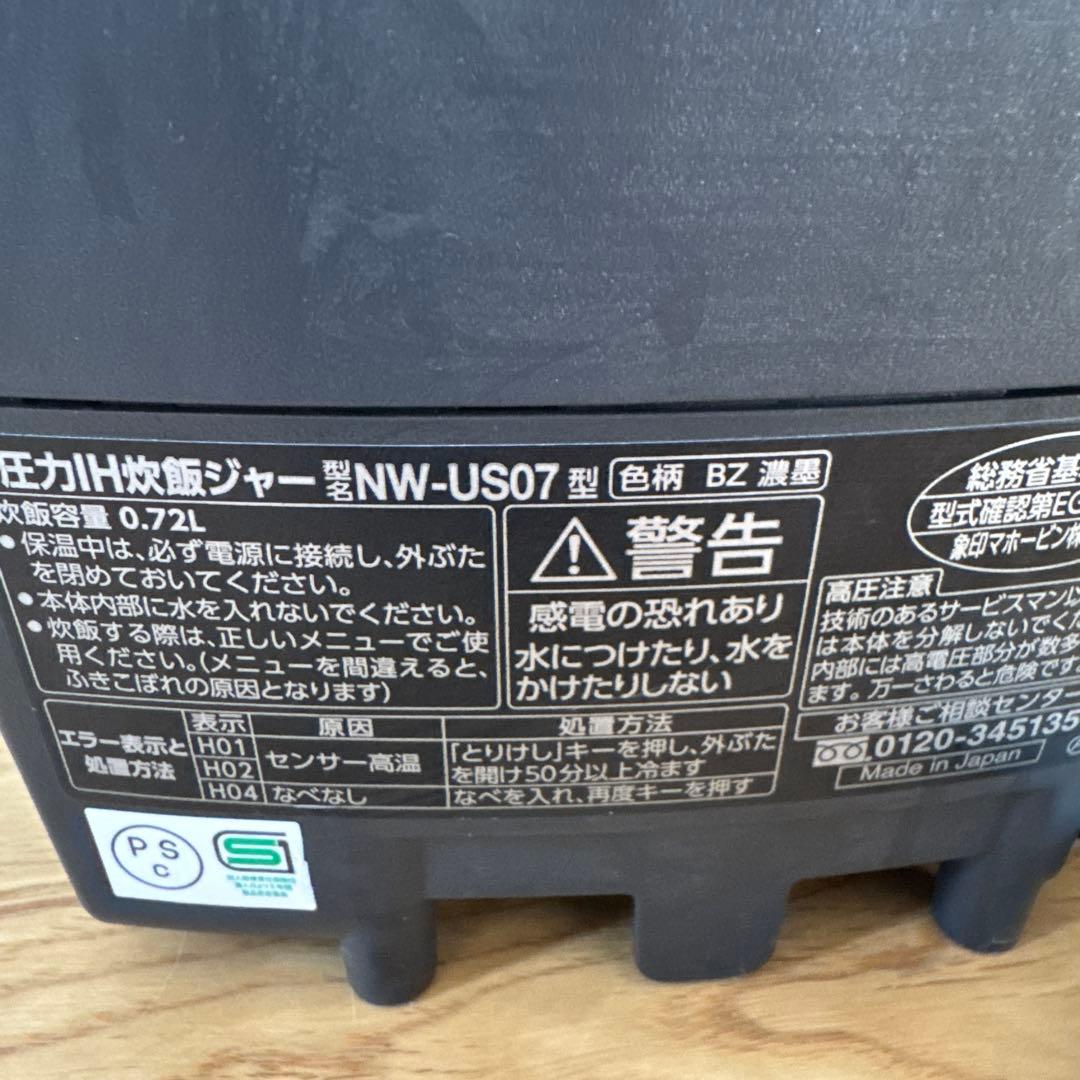 圧力IH炊飯ジャー 型名 NW-US07 型 色柄 BZ 濃墨
炊飯容量 0.72L
•保温中は、必ず電源に接続し、外ぶた
を閉めておいてください。
•本体内部に水を入れないでください。
•炊飯する際は、正しいメニューでご使
用ください。(メニューを間違えると、
ふきこぼれの原因となります)
警告
感電の恐れあり
水につけたり、水を
かけたりしない
総務省基
型式確認第EC
象印マホービン株
高圧注意
技術のあるサービスマン以
は本体を分解しないでくだ
内部には高電圧部分が数多
ます。万一さわると危険です
お客様ご相談センター
0120-345135
Made in Japan
エラー表示と
処置方法
表示 原因 処置方法
H01
H02
センサー高温
「とりけし」キーを押し、外ぶた
を開け50分以上冷ます
H04 なべなし なべを入れ、再度キーを押す
PS
C